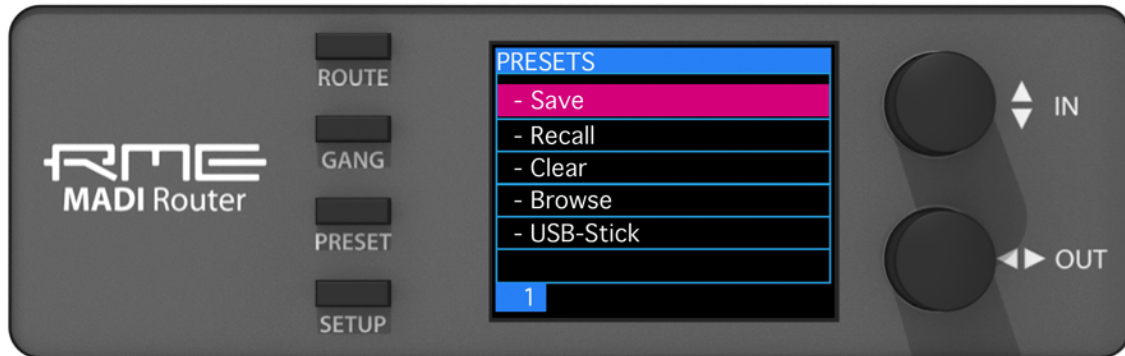 RME
MADI Router
ROUTE
GANG
PRESET
SETUP
PRESETS
- Save
- Recall
- Clear
- Browse
- USB-Stick
1
IN
OUT